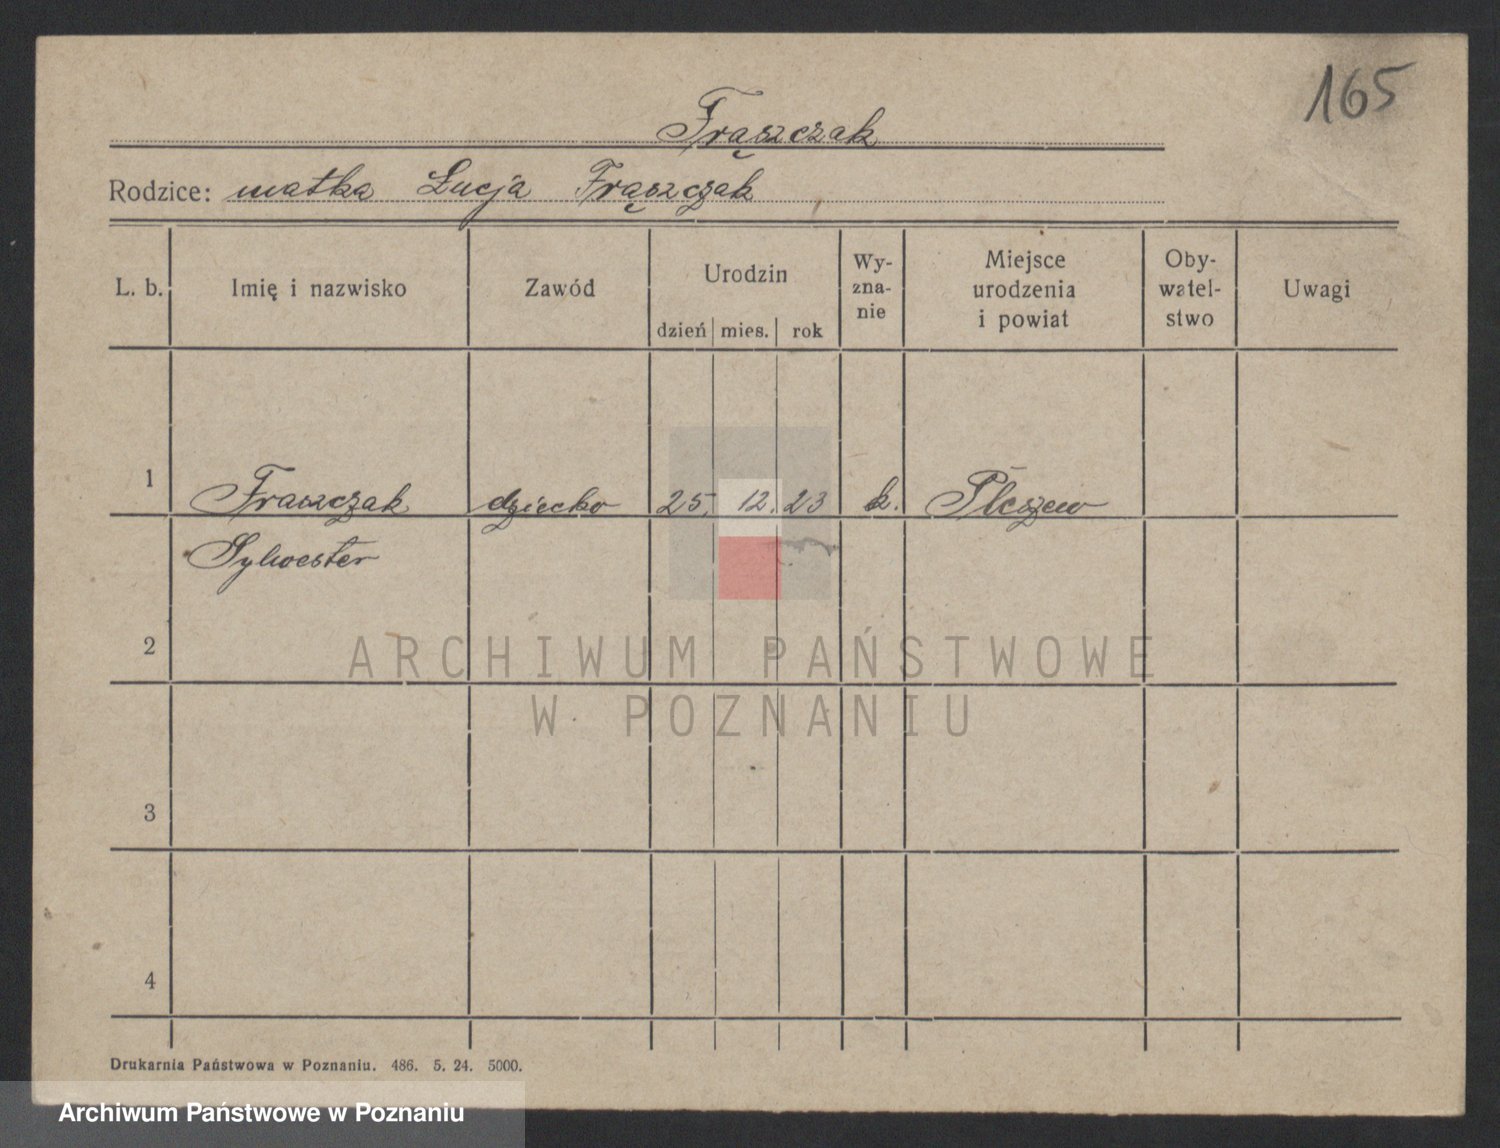 165
Frąszczak
Rodzice: matka Łucja Frąszczak
L. b. Imię i nazwisko Zawód Urodzin dzień mies. rok Wy-zna-nie Miejsce urodzenia i powiat Oby-watel-stwo Uwagi
1 Fraszczak dziecko 25. 12. 23 k. Pleszew
Sylwester
2
ARCHIWUM PAŃSTWOWE
W POZNANIU
3
4
Drukarnia Państwowa w Poznaniu. 486. 5. 24. 5000.
Archiwum Państwowe w Poznaniu